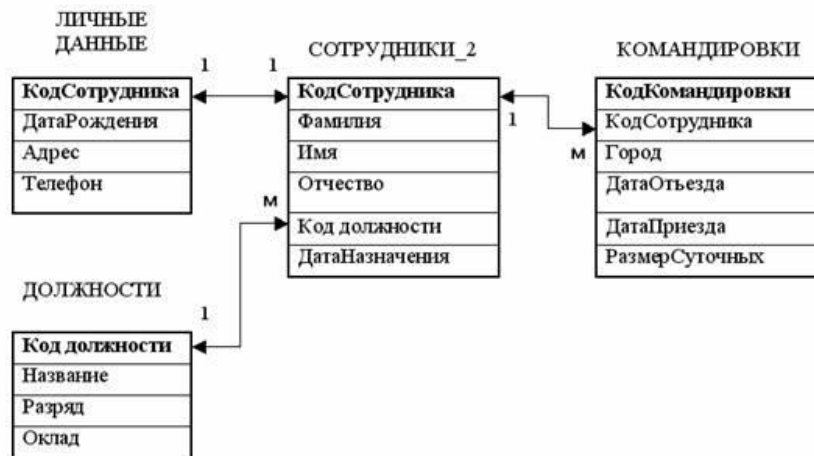 ЛИЧНЫЕ
ДАННЫЕ
1
КодСотрудника
ДатаРождения
Адрес
Телефон
СОТРУДНИКИ_2
1
КодСотрудника
1
Фамилия
Имя
Отчество
м
Код должности
ДатаНазначения
КОМАНДИРОВКИ
КодКомандировки
КодСотрудника
м
Город
ДатаОтьезда
ДатаПриезда
РазмерСуточных
ДОЛЖНОСТИ
1
Код должности
Название
Разряд
Оклад